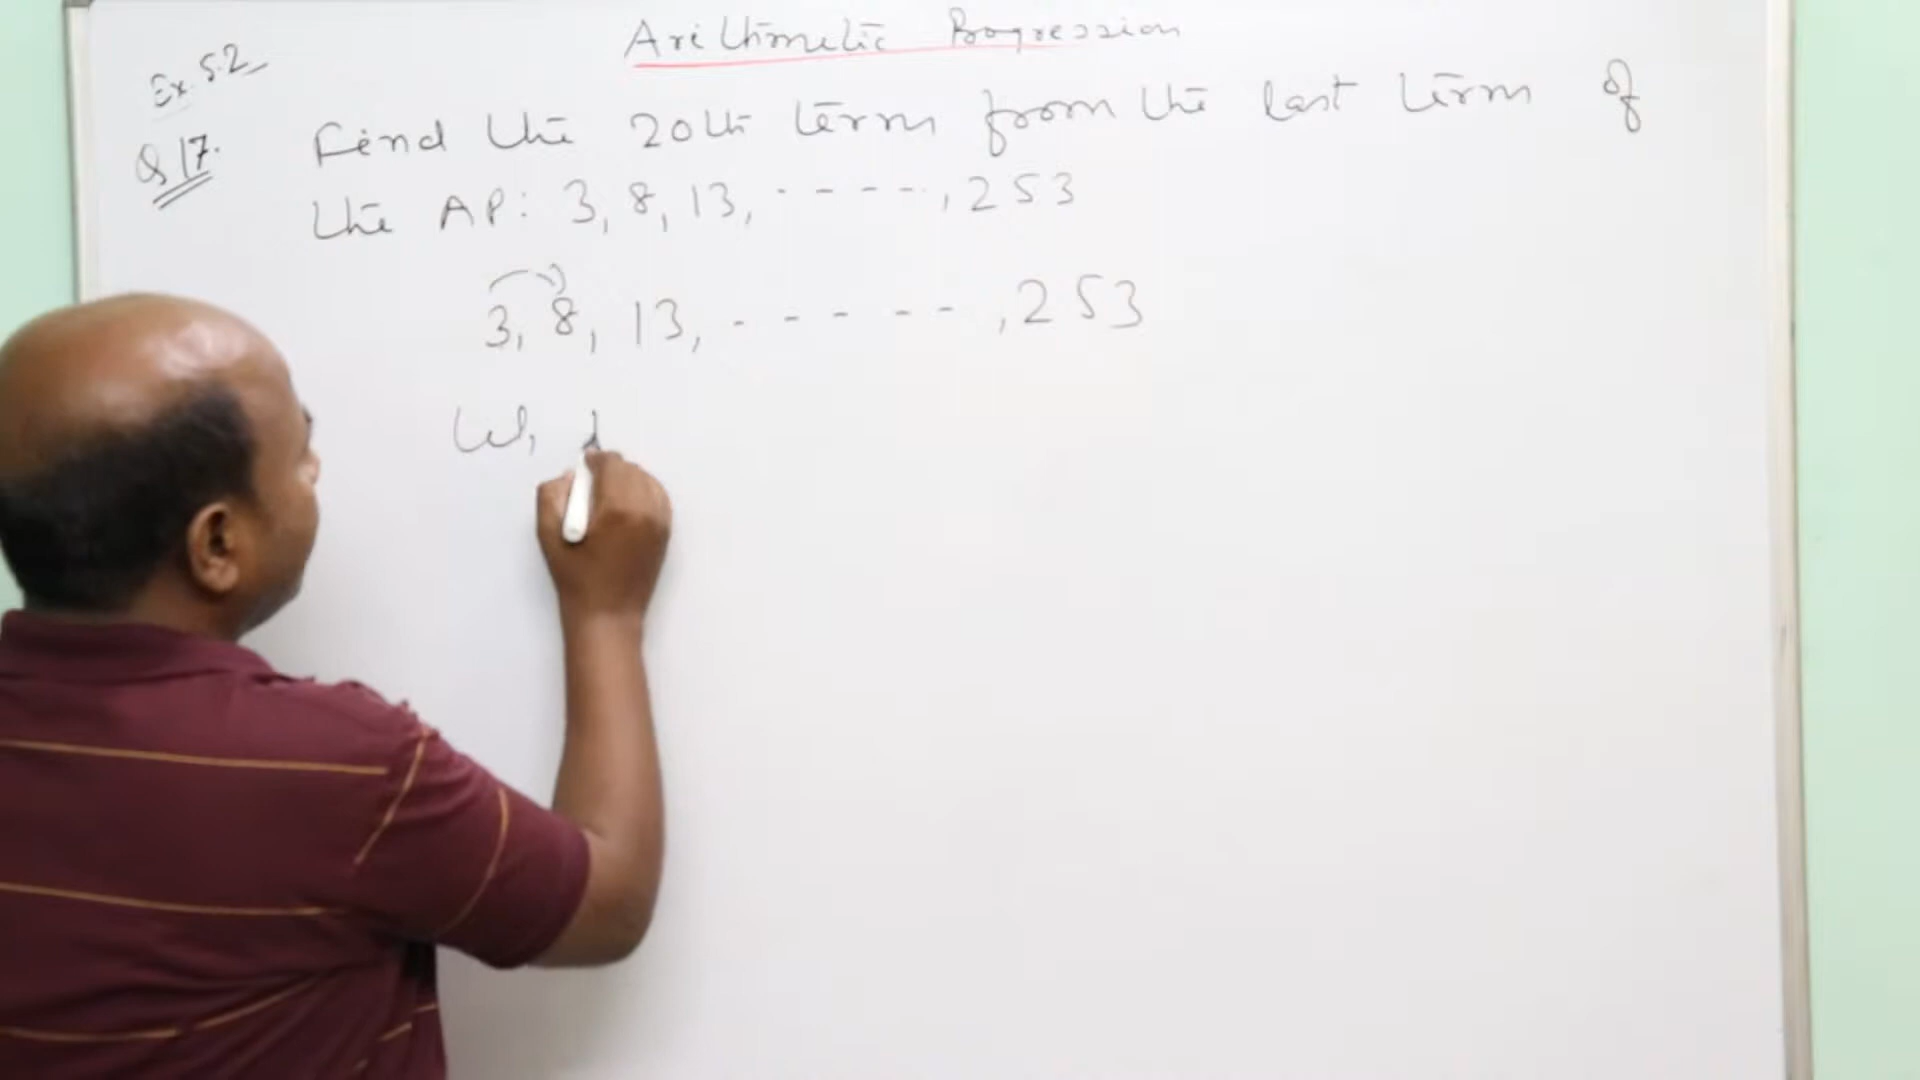 Arithmetic Progression
Ex. 5.2
Q 17. Find the 20th term from the last term of
the AP: 3, 8, 13, - - - - -, 253
3, 8, 13, - - - - - -, 253